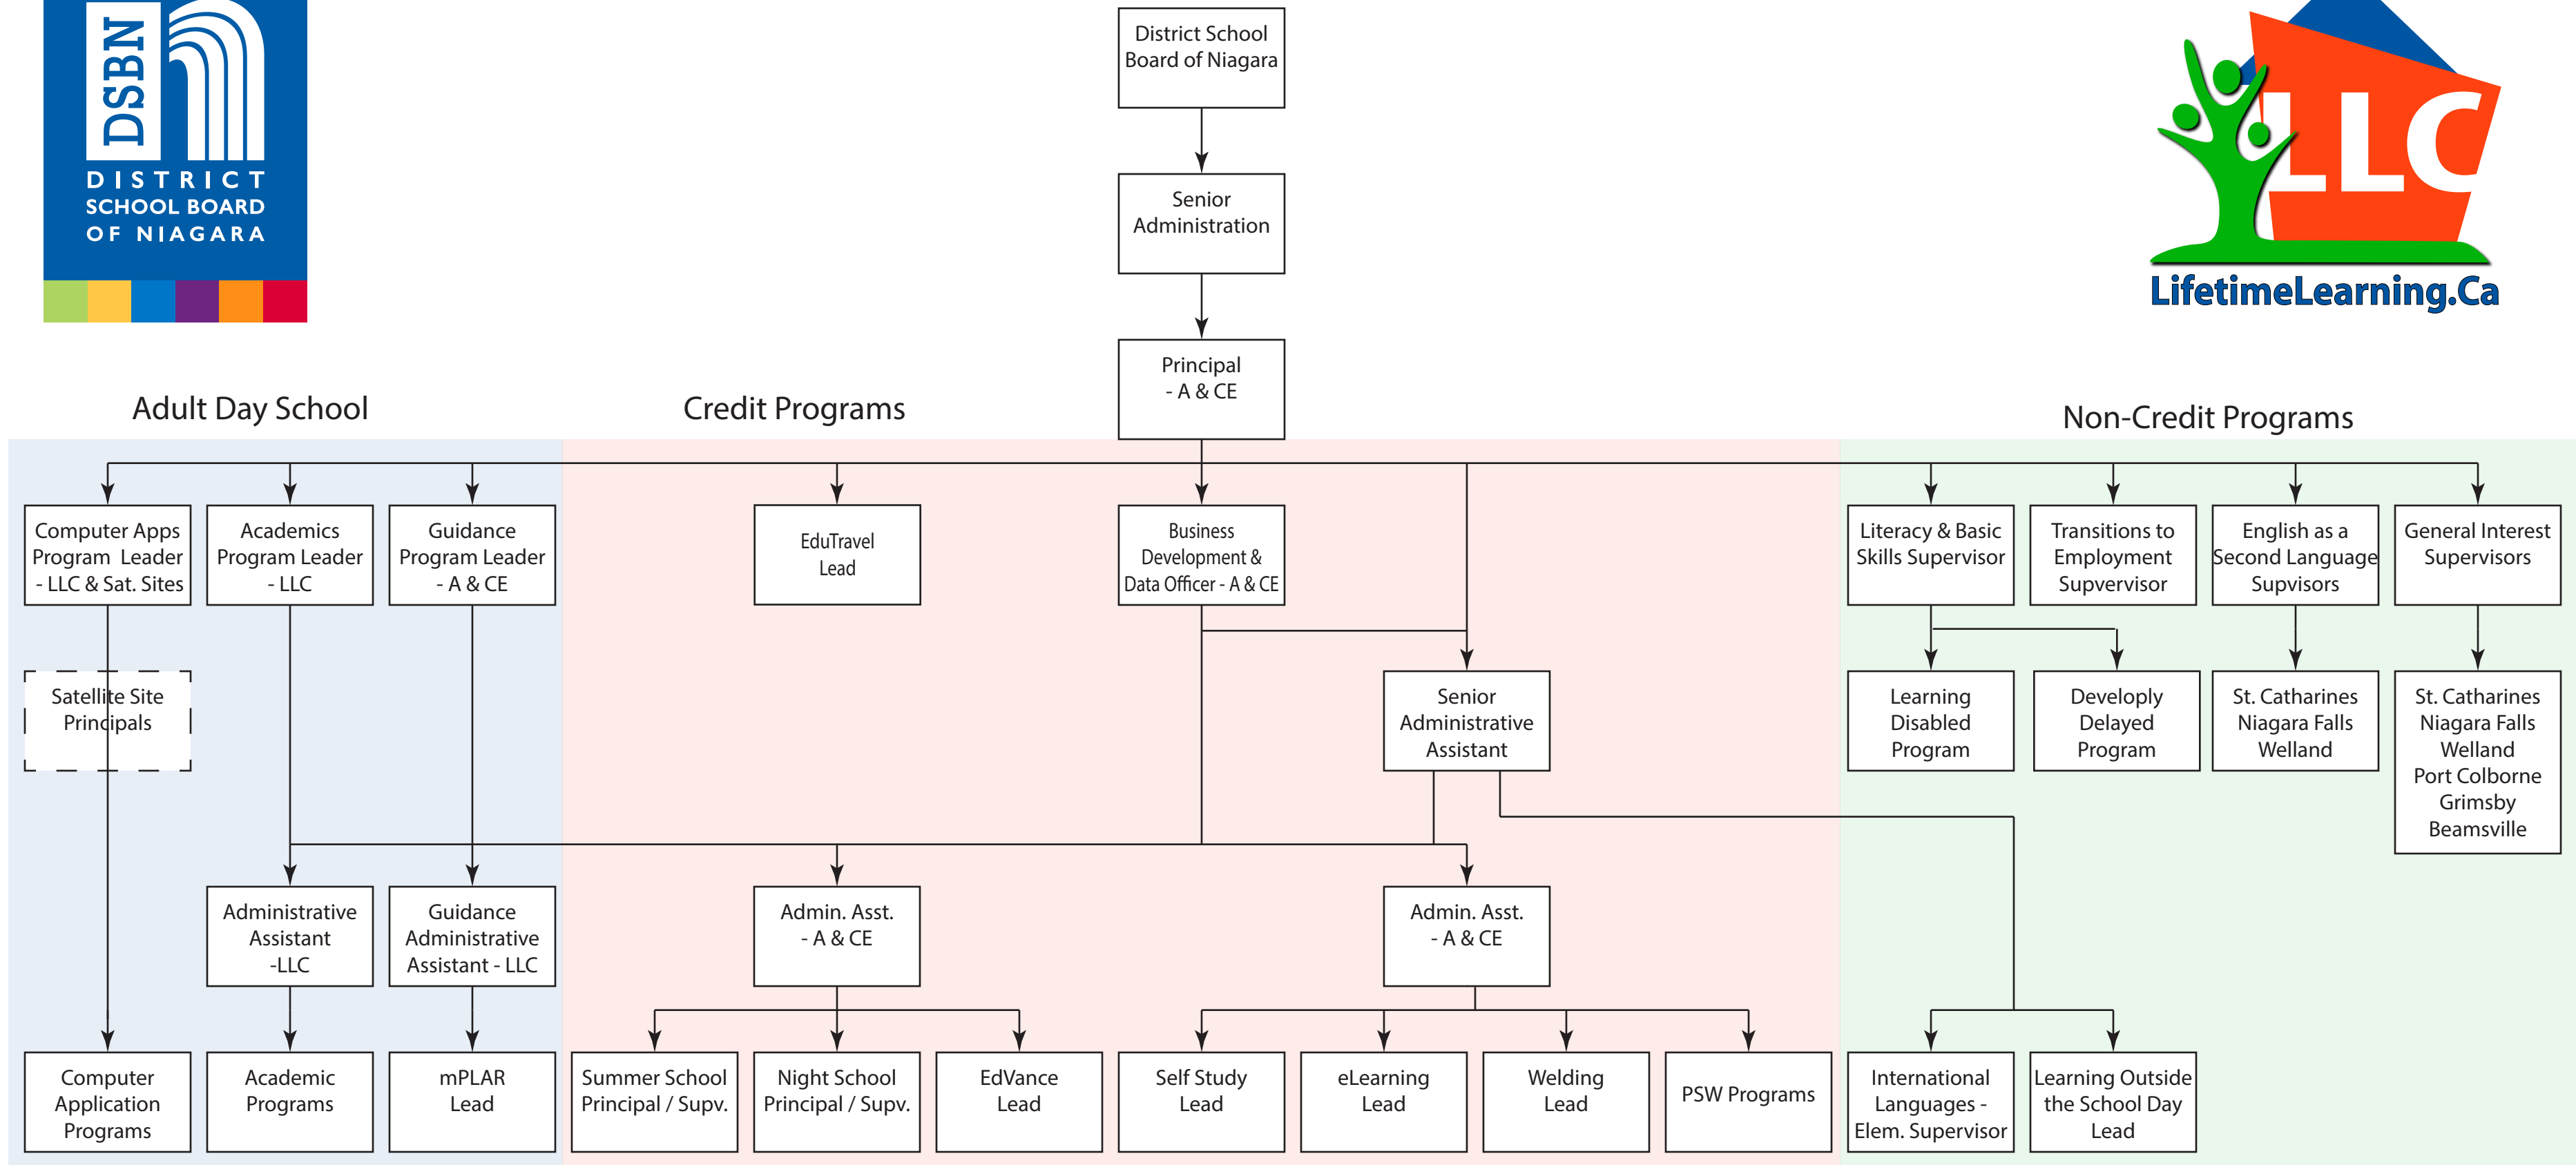 DSBN
DISTRICT
SCHOOL BOARD
OF NIAGARA
District School
Board of Niagara
LLC
LifetimeLearning.Ca
Senior
Administration
Principal
- A & CE
Adult Day School
Credit Programs
Non-Credit Programs
Computer Apps
Program Leader
- LLC & Sat. Sites
Academics
Program Leader
- LLC
Guidance
Program Leader
- A & CE
EduTravel
Lead
Business
Development &
Data Officer - A & CE
Literacy & Basic
Skills Supervisor
Transitions to
Employment
Supvervisor
English as a
Second Language
Supvisors
General Interest
Supervisors
Satellite Site
Principals
Senior
Administrative
Assistant
Learning
Disabled
Program
Developly
Delayed
Program
St. Catharines
Niagara Falls
Welland
St. Catharines
Niagara Falls
Welland
Port Colborne
Grimsby
Beamsville
Administrative
Assistant
-LLC
Guidance
Administrative
Assistant - LLC
Admin. Asst.
- A & CE
Admin. Asst.
- A & CE
Computer
Application
Programs
Academic
Programs
mPLAR
Lead
Summer School
Principal / Supv.
Night School
Principal / Supv.
EdVance
Lead
Self Study
Lead
eLearning
Lead
Welding
Lead
PSW Programs
International
Languages -
Elem. Supervisor
Learning Outside
the School Day
Lead